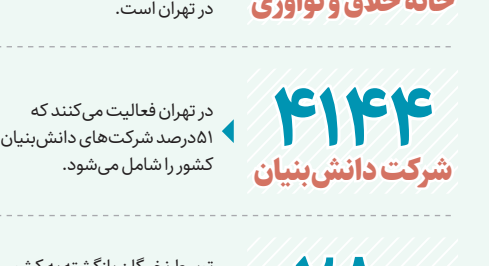 خانه خلاق و نوآوری
در تهران است.
۴۱۴۴
شرکت دانش‌بنیان
در تهران فعالیت می‌کنند که
۵۱درصد شرکت‌های دانش‌بنیان
کشور را شامل می‌شود.